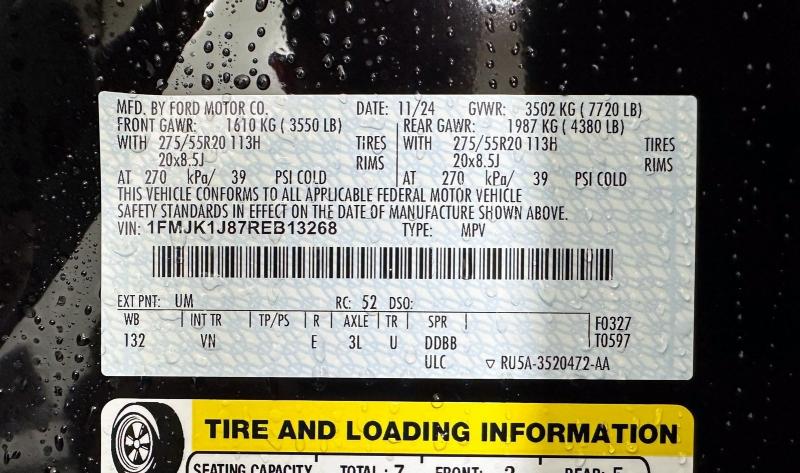 MFD. BY FORD MOTOR CO. DATE: 11/24 GVWR: 3502 KG ( 7720 LB)
FRONT GAWR: 1610 KG ( 3550 LB) REAR GAWR: 1987 KG ( 4380 LB)
WITH 275/55R20 113H TIRES WITH 275/55R20 113H TIRES
20x8.5J RIMS 20x8.5J RIMS
AT 270 kPa/ 39 PSI COLD AT 270 kPa/ 39 PSI COLD
THIS VEHICLE CONFORMS TO ALL APPLICABLE FEDERAL MOTOR VEHICLE
SAFETY STANDARDS IN EFFECT ON THE DATE OF MANUFACTURE SHOWN ABOVE.
VIN: 1FMJK1J87REB13268 TYPE: MPV
EXT PNT: UM RC: 52 DSO:
WB INT TR TP/PS R AXLE TR SPR F0327
132 VN E 3L U DDBB T0597
ULC ▽ RU5A-3520472-AA
TIRE AND LOADING INFORMATION
SEATING CAPACITY TOTAL : 7 FRONT: 2 REAR: 5